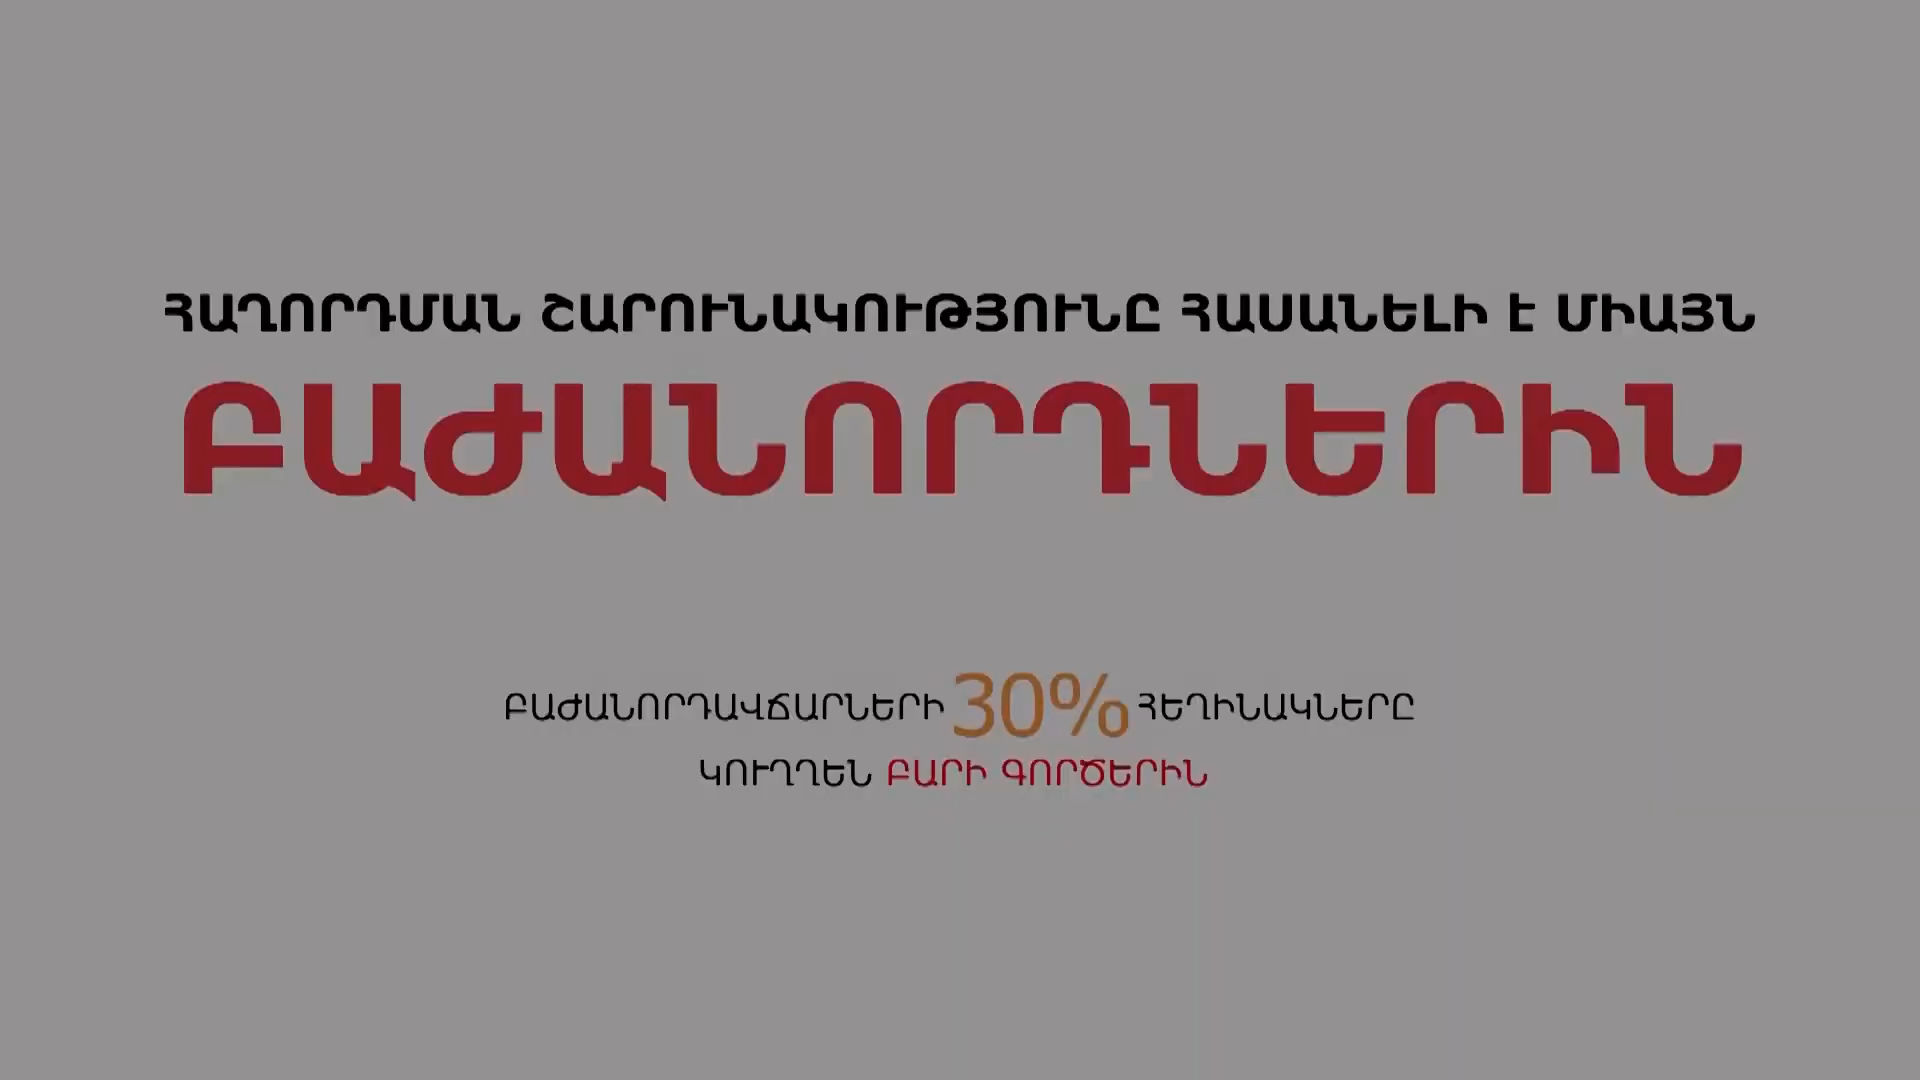 ՀԱՂՈՐԴՄԱՆ ՇԱՐՈՒՆԱԿՈՒԹՅՈՒՆԸ ՀԱՍԱՆԵԼԻ Է ՄԻԱՅՆ
ԲԱԺԱՆՈՐԴՆԵՐԻՆ
ԲԱԺԱՆՈՐԴԱՎՃԱՐՆԵՐԻ 30% ՀԵՂԻՆԱԿՆԵՐԸ
ԿՈՒՂՂԵՆ ԲԱՐԻ ԳՈՐԾԵՐԻՆ